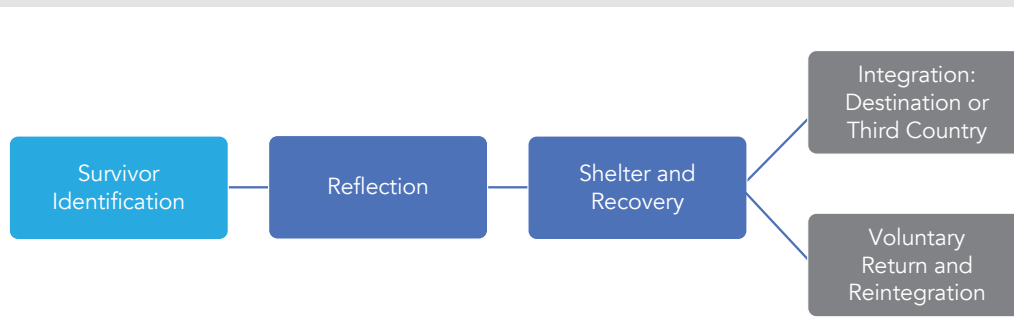 Survivor
Identification
Reflection
Shelter and
Recovery
Integration:
Destination or
Third Country
Voluntary
Return and
Reintegration